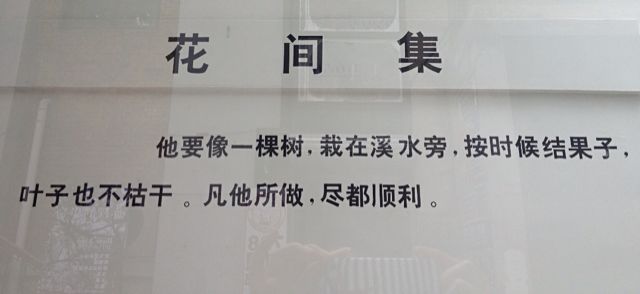 花间集
他要像一棵树,栽在溪水旁,按时候结果子,
叶子也不枯干。凡他所做,尽都顺利。